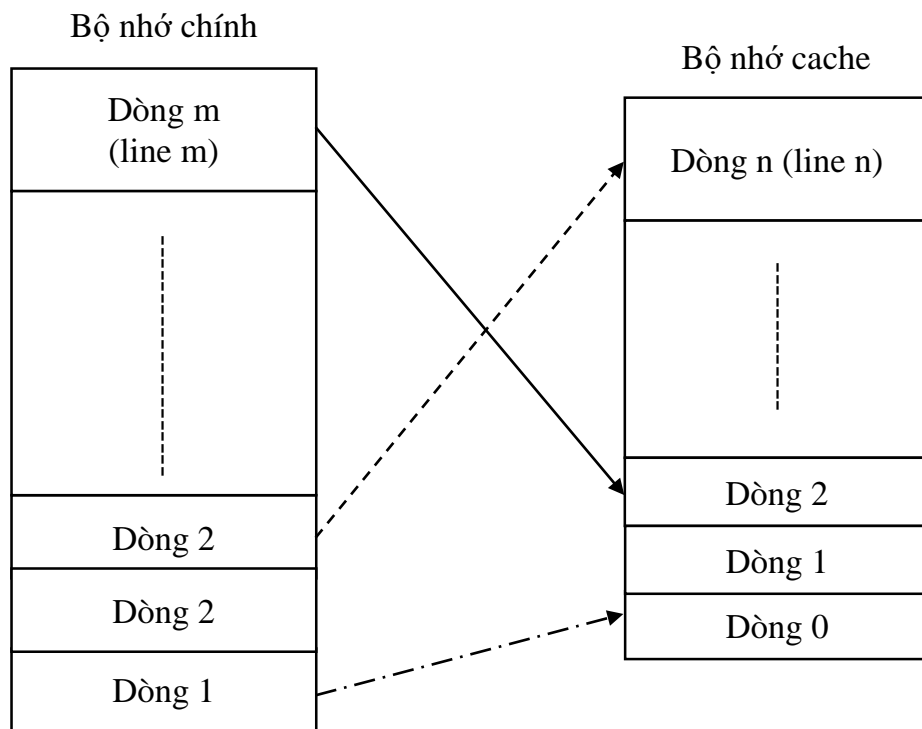 Bộ nhớ chính
Dòng m
(line m)
Dòng 2
Dòng 2
Dòng 1
Bộ nhớ cache
Dòng n (line n)
Dòng 2
Dòng 1
Dòng 0